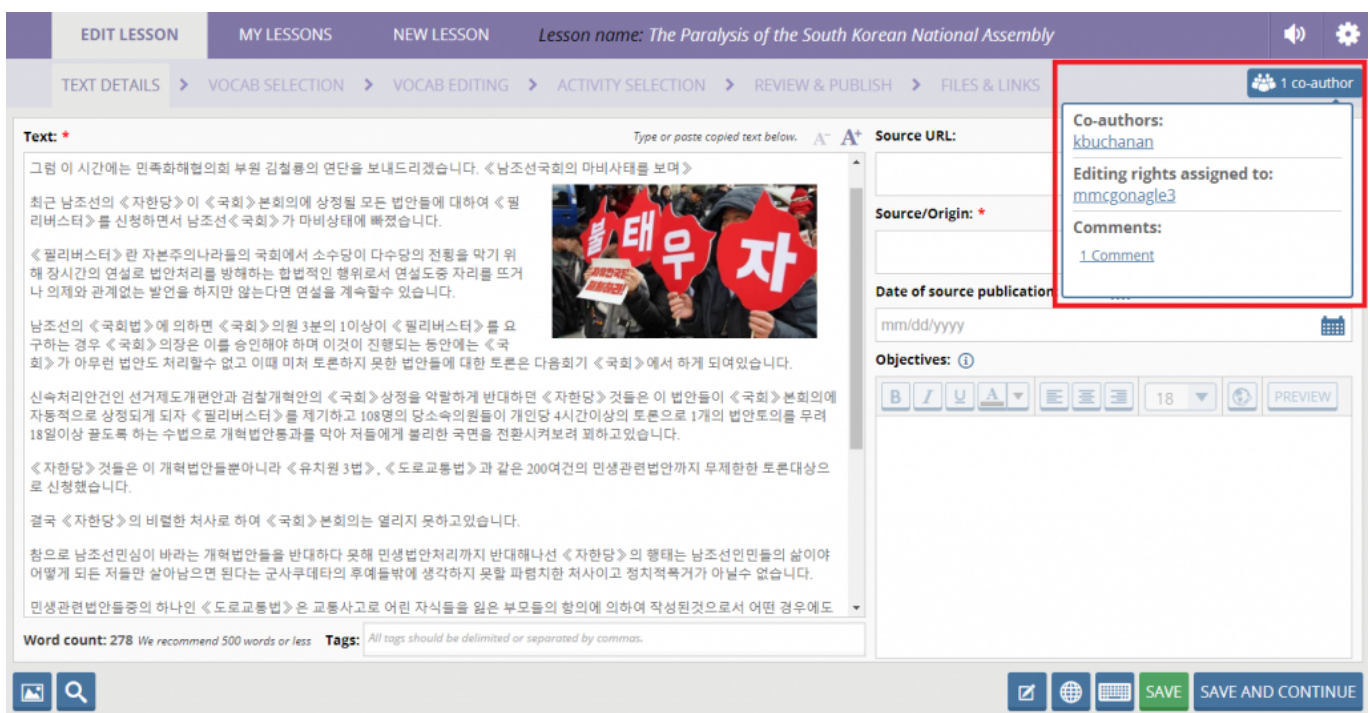 EDIT LESSON
MY LESSONS
NEW LESSON
Lesson name: The Paralysis of the South Korean National Assembly
TEXT DETAILS > VOCAB SELECTION > VOCAB EDITING > ACTIVITY SELECTION > REVIEW & PUBLISH > FILES & LINKS
1 co-author
Co-authors:
kbuchanan
Editing rights assigned to:
mmcgonagle3
Comments:
1 Comment
Text: *
Type or paste copied text below. A- A+
그럼 이 시간에는 민족화해협의회 부원 김철룡의 연단을 보내드리겠습니다. 《남조선국회의 마비사태를 보며》
최근 남조선의 《자한당》이 《국회》본회의에 상정될 모든 법안들에 대하여 《필
리버스터》를 신청하면서 남조선《국회》가 마비상태에 빠졌습니다.
《필리버스터》란 자본주의나라들의 국회에서 소수당이 다수당의 전횡을 막기 위
해 장시간의 연설로 법안처리를 방해하는 합법적인 행위로서 연설도중 자리를 뜨거
나 의제와 관계없는 발언을 하지만 않는다면 연설을 계속할수 있습니다.
남조선의 《국회법》에 의하면 《국회》의원 3분의 1이상이 《필리버스터》를 요
구하는 경우 《국회》의장은 이를 승인해야 하며 이것이 진행되는 동안에는 《국
회》가 아무런 법안도 처리할수 없고 이때 미처 토론하지 못한 법안들에 대한 토론은 다음회기 《국회》에서 하게 되여있습니다.
신속처리안건인 선거제도개편안과 검찰개혁안의 《국회》상정을 악랄하게 반대하던 《자한당》것들은 이 법안들이 《국회》본회의에
자동적으로 상정되게 되자 《필리버스터》를 제기하고 108명의 당소속의원들이 개인당 4시간이상의 토론으로 1개의 법안토의를 무려
18일이상 끌도록 하는 수법으로 개혁법안통과를 막아 저들에게 불리한 국면을 전환시켜보려 꾀하고있습니다.
《자한당》것들은 이 개혁법안들뿐아니라 《유치원 3법》, 《도로교통법》과 같은 200여건의 민생관련법안까지 무제한한 토론대상으
로 신청했습니다.
결국 《자한당》의 비렬한 처사로 하여 《국회》본회의는 열리지 못하고있습니다.
참으로 남조선민심이 바라는 개혁법안들을 반대하다 못해 민생법안처리까지 반대해나선 《자한당》의 행태는 남조선인민들의 삶이야
어떻게 되든 저들만 살아남으면 된다는 군사쿠데타의 후예들밖에 생각하지 못할 파렴치한 처사이고 정치적폭거가 아닐수 없습니다.
민생관련법안들중의 하나인 《도로교통법》은 교통사고로 어린 자식들을 잃은 부모들의 항의에 의하여 작성된것으로서 어떤 경우에도
불태우자
Word count: 278 We recommend 500 words or less Tags: All tags should be delimited or separated by commas.
Source URL:
Source/Origin: *
Date of source publication
mm/dd/yyyy
Objectives:
B I U A 18 PREVIEW
SAVE
SAVE AND CONTINUE